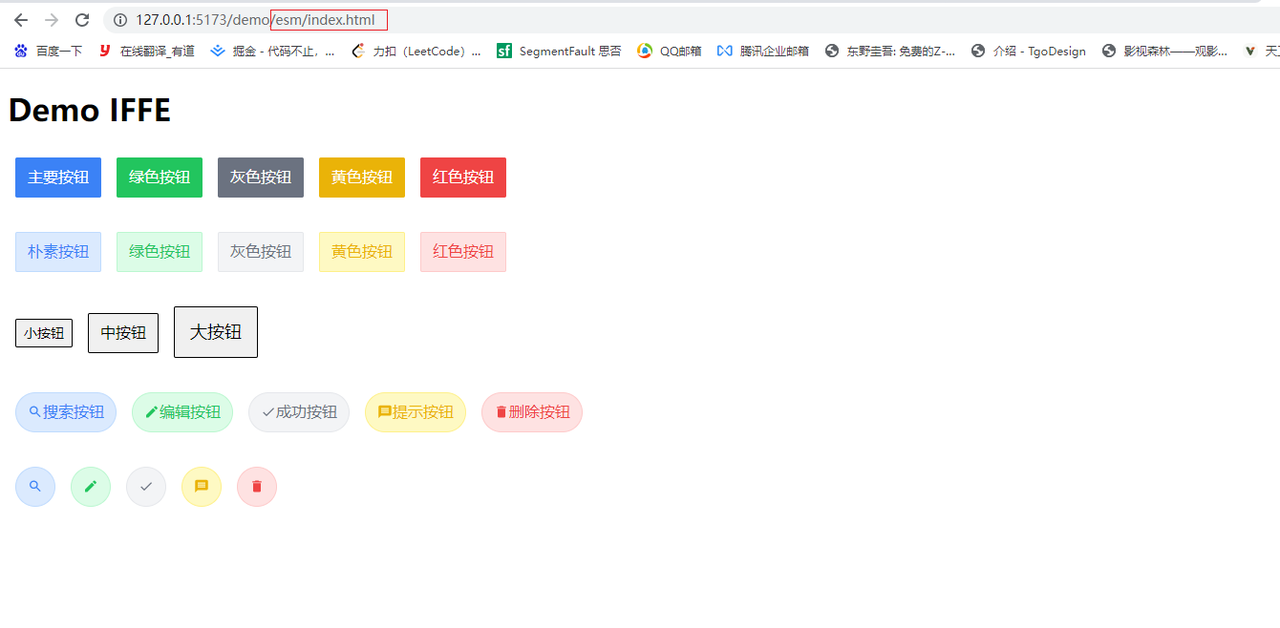 127.0.0.1:5173/demo/esm/index.html
百度一下 在线翻译_有道 掘金 - 代码不止，... 力扣（LeetCode）... SegmentFault 思否 QQ邮箱 腾讯企业邮箱 东野圭吾: 免费的Z-... 介绍 - TgoDesign 影视森林——观影...
Demo IFFE
主要按钮 绿色按钮 灰色按钮 黄色按钮 红色按钮
朴素按钮 绿色按钮 灰色按钮 黄色按钮 红色按钮
小按钮 中按钮 大按钮
搜索按钮 编辑按钮 成功按钮 提示按钮 删除按钮